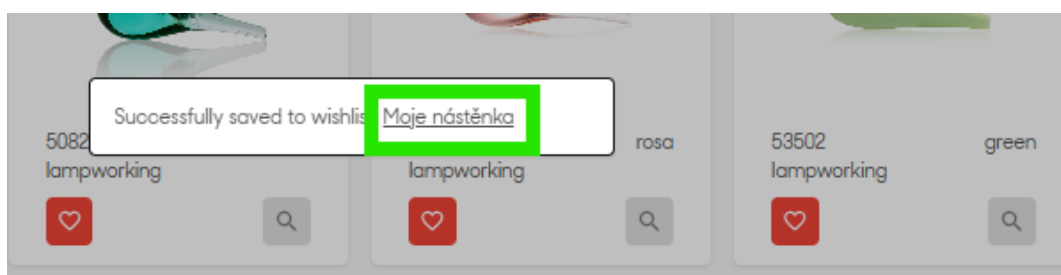 Successfully saved to wishlis Moje nástěnka
5082
rosa
53502 green
lampworking
lampworking
lampworking